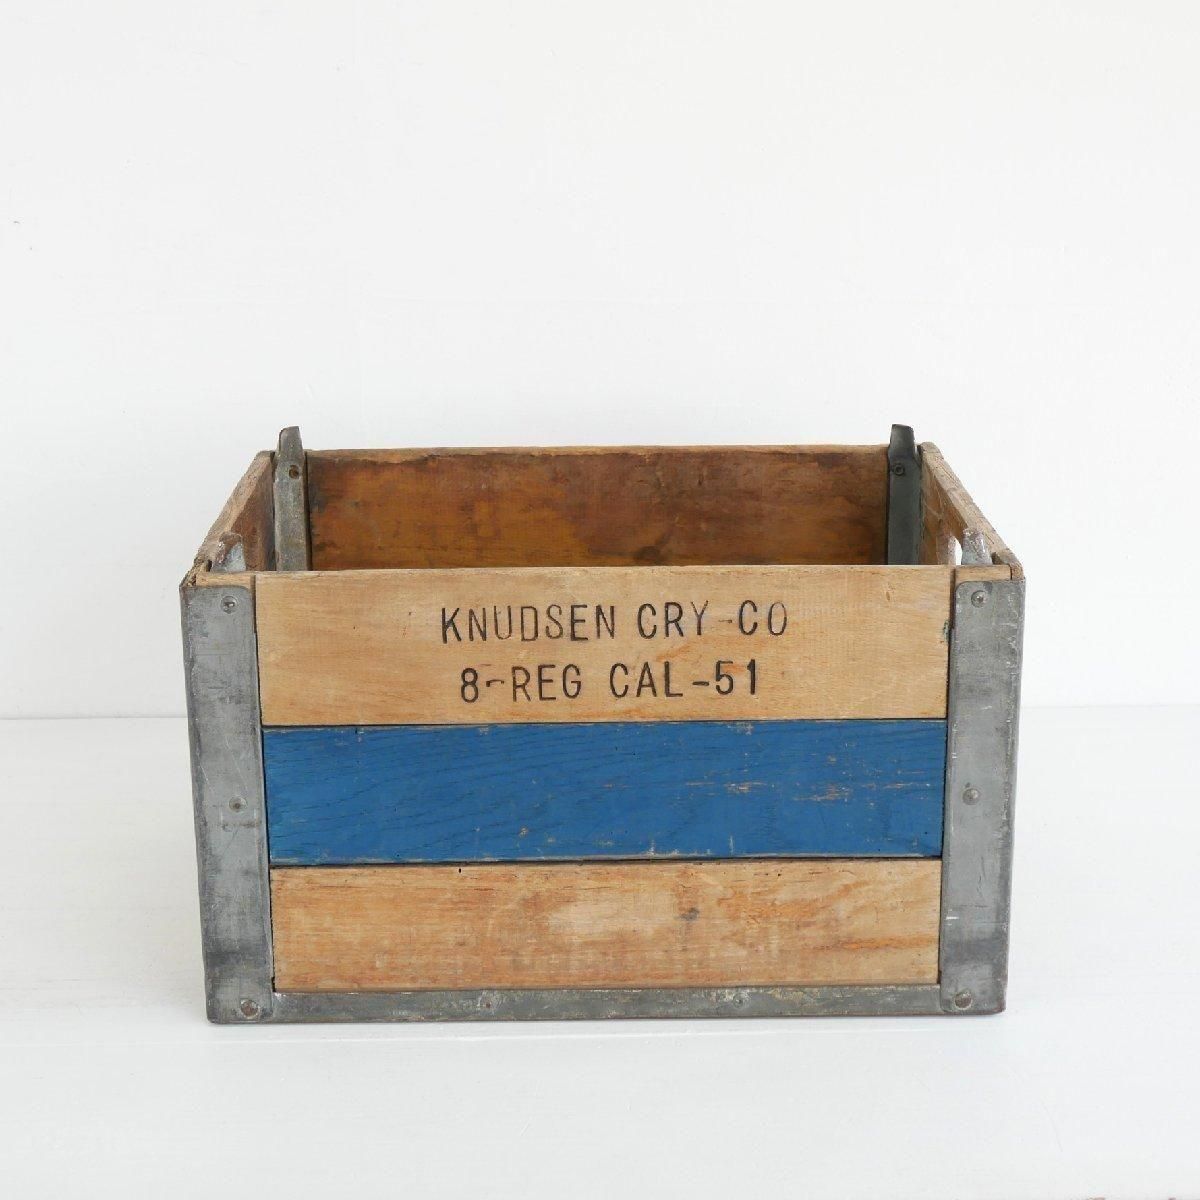 KNUDSEN CRY-CO
8-REG CAL-51